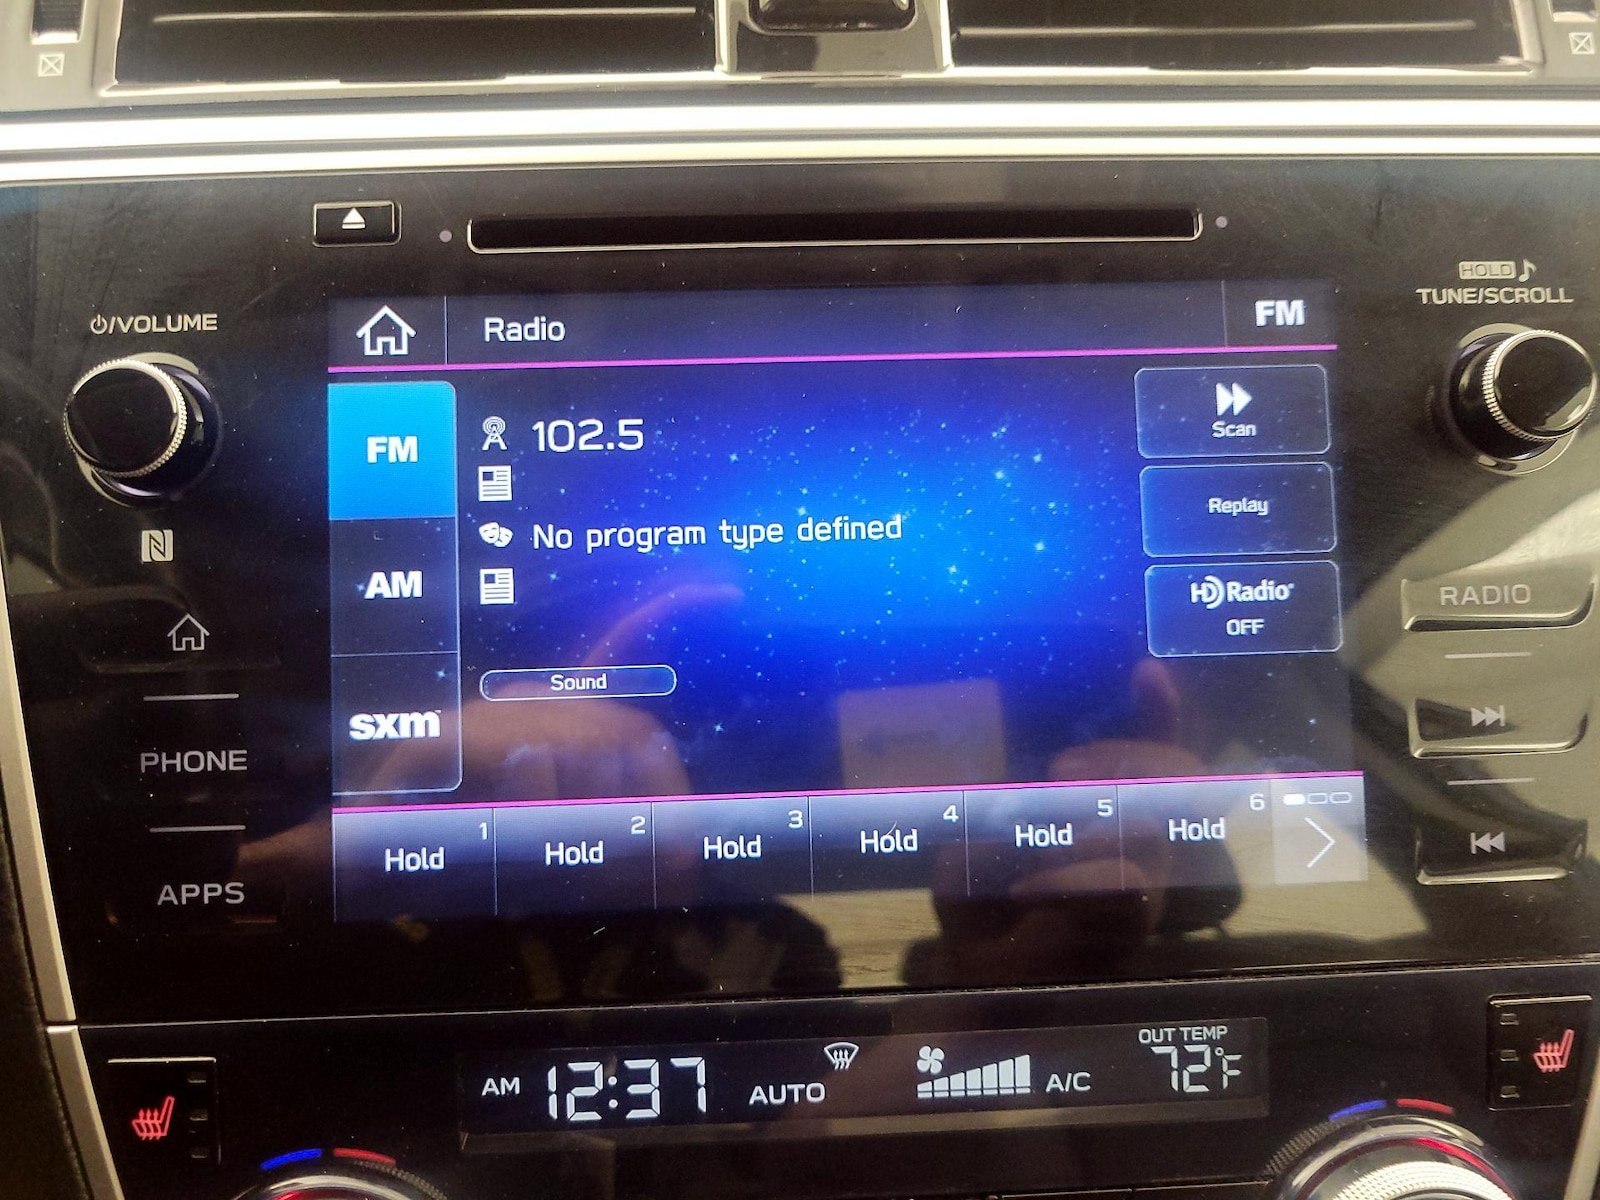 HOLD
TUNE/SCROLL
/VOLUME
Radio
FM
FM
102.5
Scan
Replay
No program type defined
AM
HD Radio
OFF
RADIO
Sound
sxm
PHONE
APPS
1
2
3
4
5
6
Hold
Hold
Hold
Hold
Hold
Hold
AM 12:37
AUTO
A/C
OUT TEMP
72°F